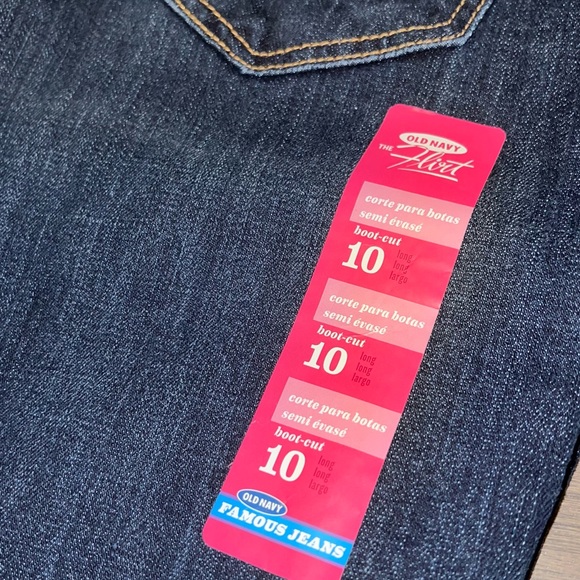 OLD NAVY
THE Flirt
corte para botas
semi évasé
boot-cut
10 long
long
largo
corte para botas
semi évasé
boot-cut
10 long
long
largo
corte para botas
semi évasé
boot-cut
10 long
long
largo
OLD NAVY
FAMOUS JEANS